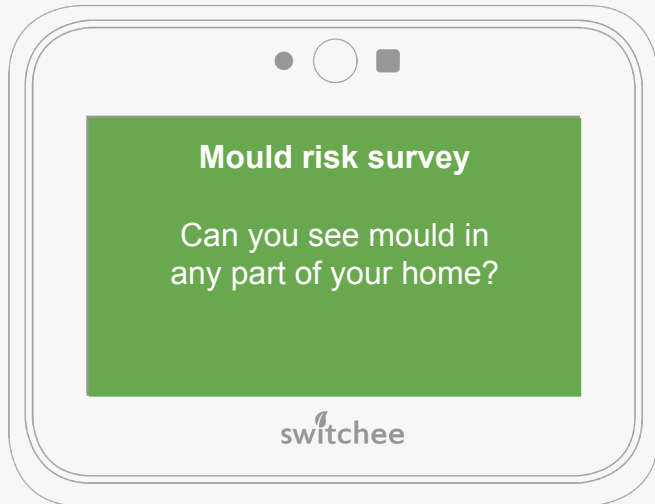 Mould risk survey
Can you see mould in
any part of your home?
switchee